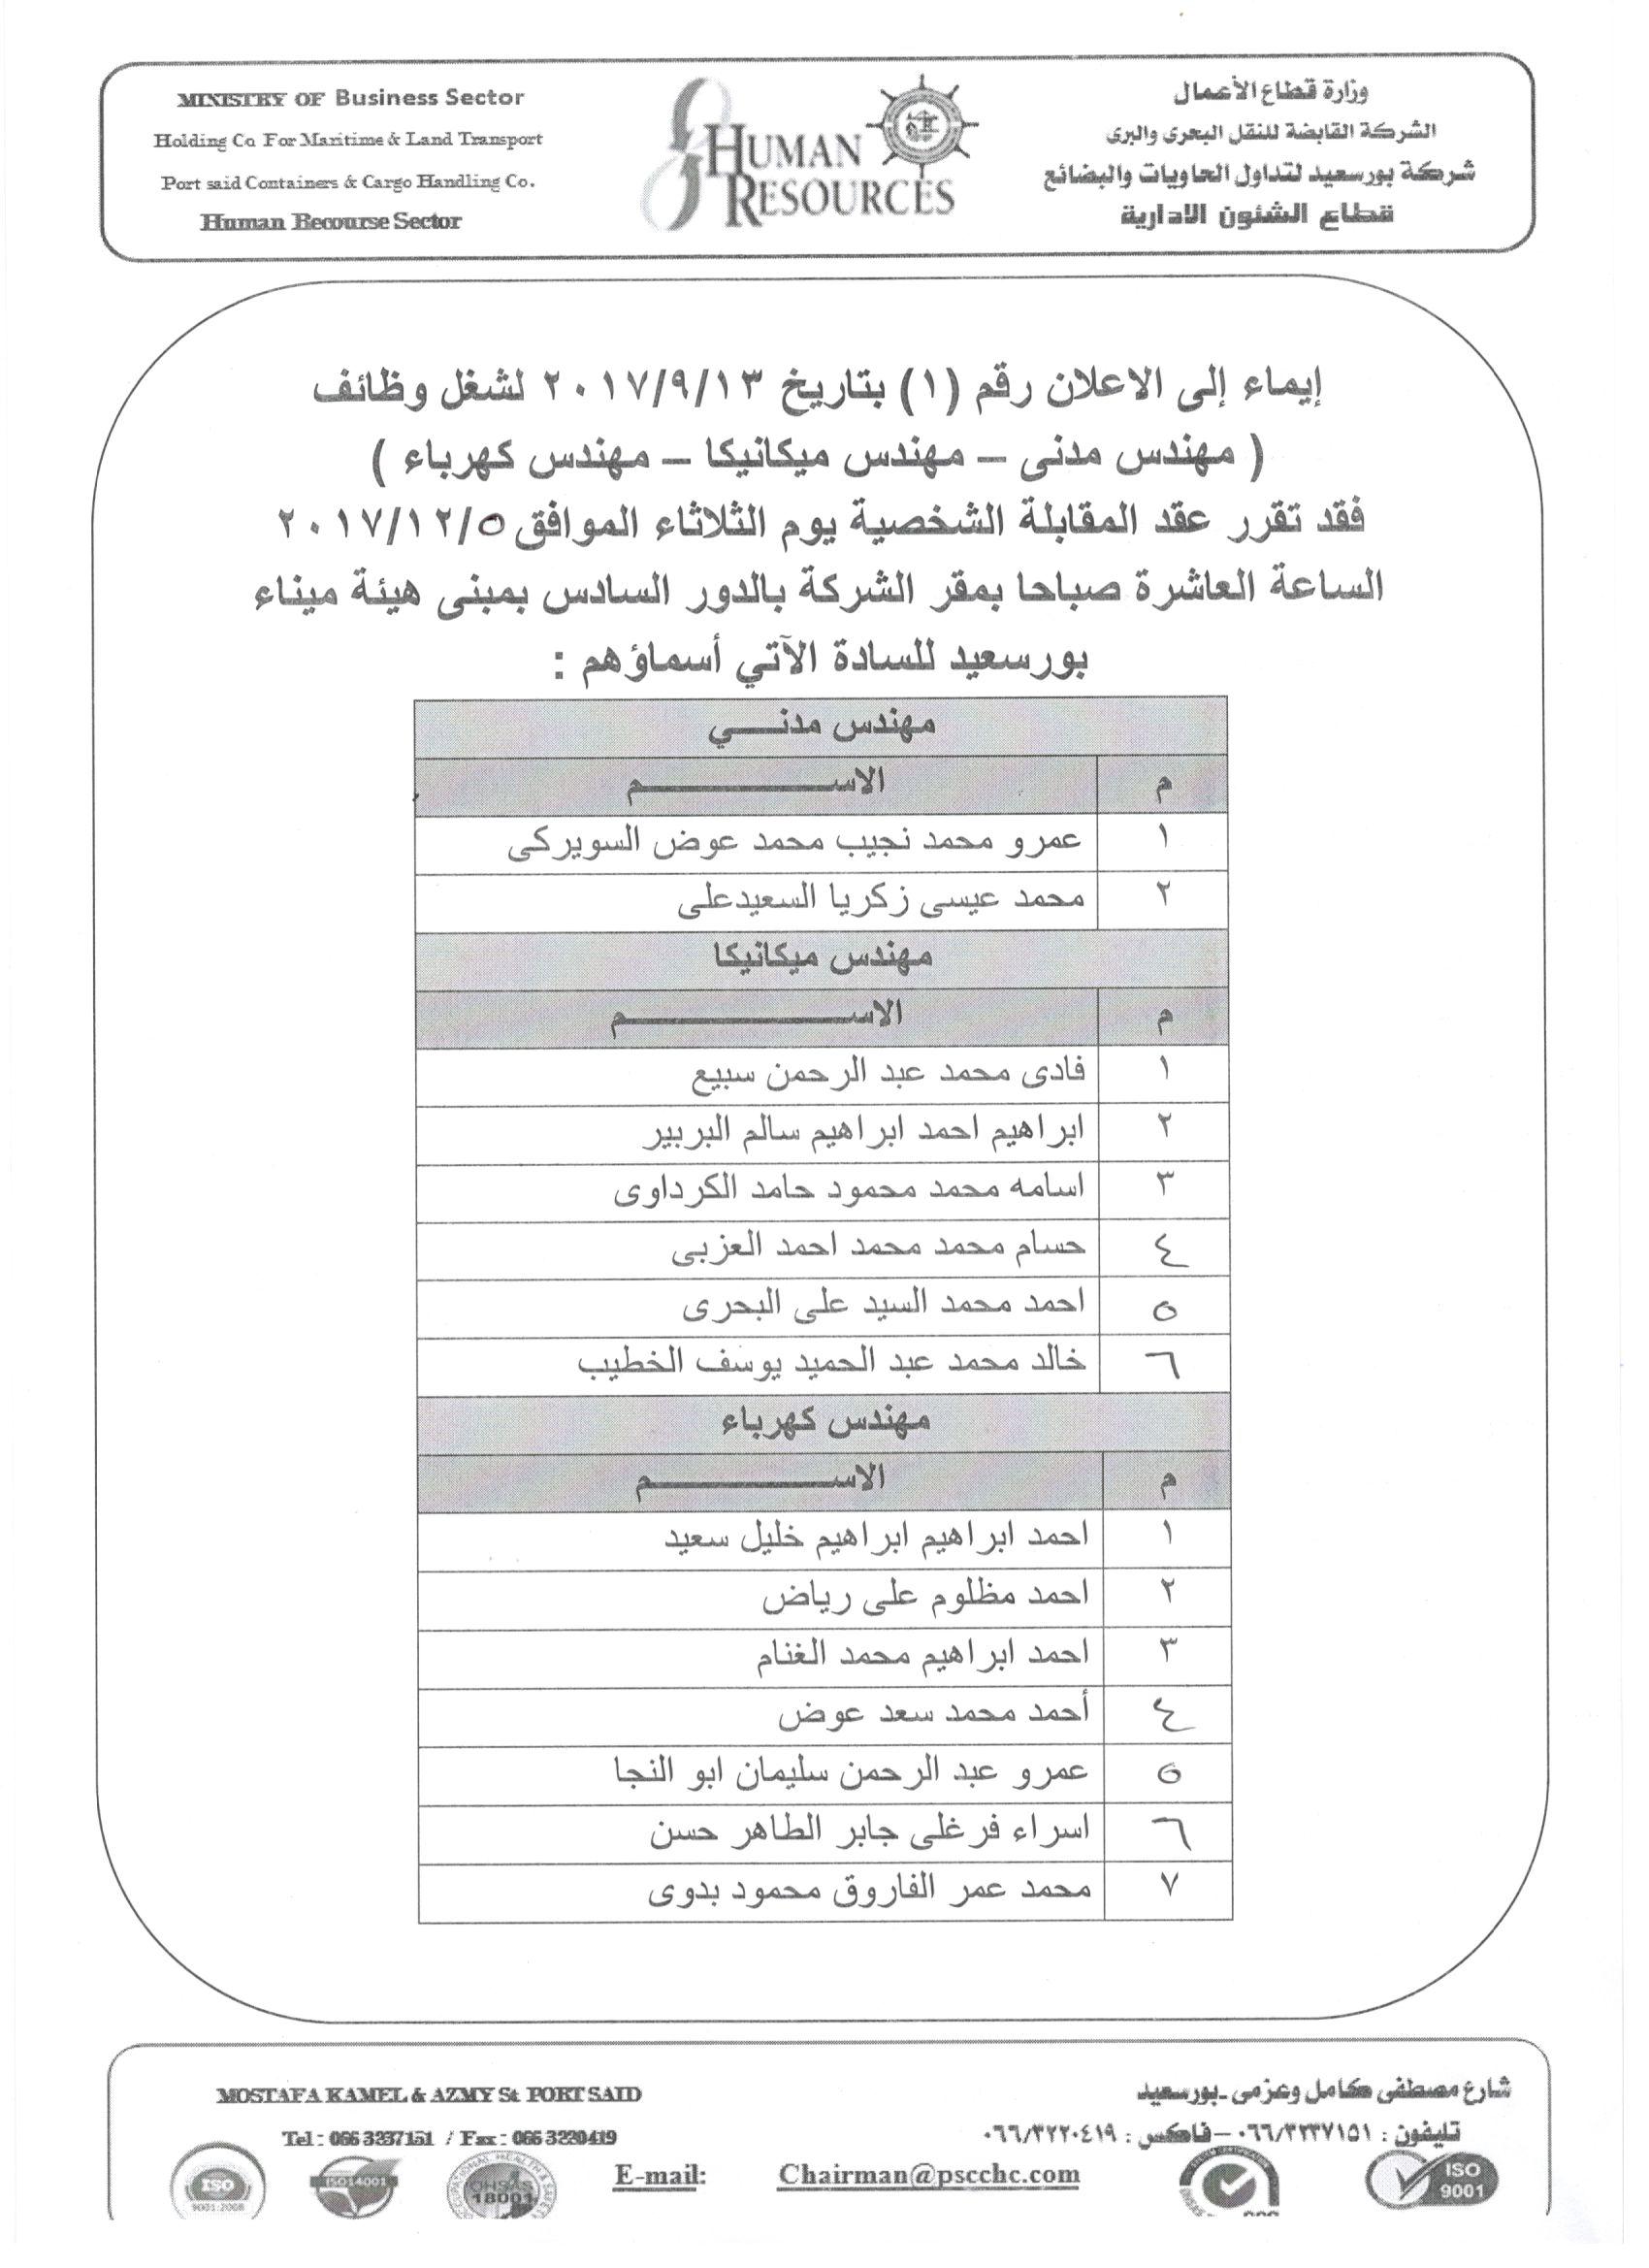 MINISTRY OF Business Sector
Holding Co For Maritime & Land Transport
Port said Containers & Cargo Handling Co.
Human Recourse Sector
HUMAN
RESOURCES
وزارة قطاع الأعمال
الشركة القابضة للنقل البحرى والبرى
شركة بورسعيد لتداول الحاويات والبضائع
قطاع الشئون الادارية
إيماء إلى الاعلان رقم (١) بتاريخ ٢٠١٧/٩/١٣ لشغل وظائف
( مهندس مدنى – مهندس ميكانيكا – مهندس كهرباء )
فقد تقرر عقد المقابلة الشخصية يوم الثلاثاء الموافق ٢٠١٧/١٢/٥
الساعة العاشرة صباحا بمقر الشركة بالدور السادس بمبنى هيئة ميناء
بورسعيد للسادة الآتي أسماؤهم :
مهندس مدنـــي
م الاســــــــــــم
١ عمرو محمد نجيب محمد عوض السويركى
٢ محمد عيسى زكريا السعيدعلى
مهندس ميكانيكا
م الاســــــــــــم
١ فادى محمد عبد الرحمن سبيع
٢ ابراهيم احمد ابراهيم سالم البربير
٣ اسامه محمد محمود حامد الكرداوى
٤ حسام محمد محمد احمد العزبى
٥ احمد محمد السيد على البحرى
٦ خالد محمد عبد الحميد يوسف الخطيب
مهندس كهرباء
م الاســــــــــــم
١ احمد ابراهيم ابراهيم خليل سعيد
٢ احمد مظلوم على رياض
٣ احمد ابراهيم محمد الغنام
٤ أحمد محمد سعد عوض
٥ عمرو عبد الرحمن سليمان ابو النجا
٦ اسراء فرغلى جابر الطاهر حسن
٧ محمد عمر الفاروق محمود بدوى
MOSTAFA KAMEL & AZMY St. PORT SAID
Tel : 066 3237151 / Fax : 066 3220419
شارع مصطفى كامل وعزمى ـ بورسعيد
تليفون : ٠٦٦/٣٢٣٧١٥١ – فاكس : ٠٦٦/٣٢٢٠٤١٩
E-mail: Chairman@pscchc.com
ISO
9001:2008
ISO14001
OHSAS
18001
ISO
9001